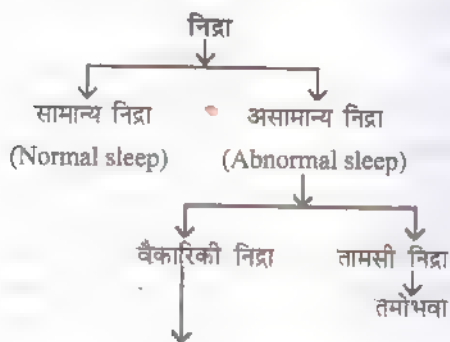 निद्रा
सामान्य निद्रा असामान्य निद्रा
(Normal sleep) (Abnormal sleep)
वैकारिकी निद्रा तामसी निद्रा
तमोभवा